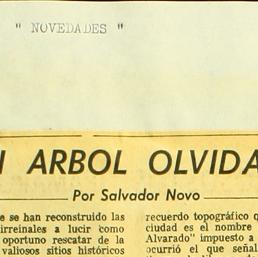 " NOVEDADES "
ARBOL OLVIDA
Por Salvador Novo
e se han reconstruido las
irreinales a lucir como
oportuno rescatar de la
valiosos sitios históricos
recuerdo topográfico q
ciudad es el nombre
Alvarado" impuesto a
ocurrió el que señal